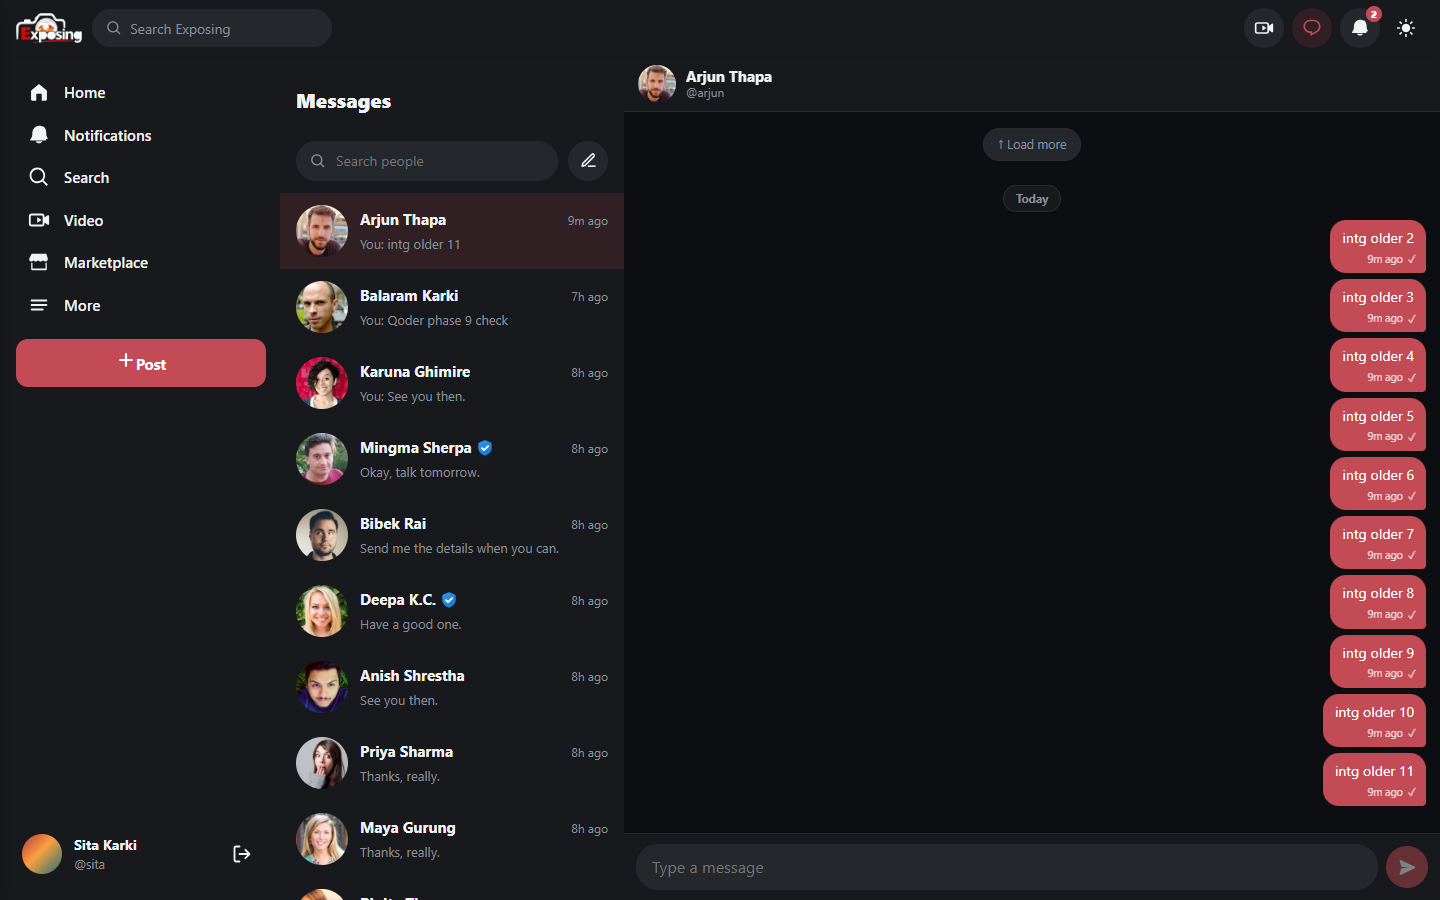 Exposing
Search Exposing
2
Home
Notifications
Search
Video
Marketplace
More
+ Post
Sita Karki
@sita
Messages
Search people
Arjun Thapa
9m ago
You: intg older 11
Balaram Karki
7h ago
You: Qoder phase 9 check
Karuna Ghimire
8h ago
You: See you then.
Mingma Sherpa
8h ago
Okay, talk tomorrow.
Bibek Rai
8h ago
Send me the details when you can.
Deepa K.C.
8h ago
Have a good one.
Anish Shrestha
8h ago
See you then.
Priya Sharma
8h ago
Thanks, really.
Maya Gurung
8h ago
Thanks, really.
Arjun Thapa
@arjun
↑ Load more
Today
intg older 2
9m ago ✓
intg older 3
9m ago ✓
intg older 4
9m ago ✓
intg older 5
9m ago ✓
intg older 6
9m ago ✓
intg older 7
9m ago ✓
intg older 8
9m ago ✓
intg older 9
9m ago ✓
intg older 10
9m ago ✓
intg older 11
9m ago ✓
Type a message